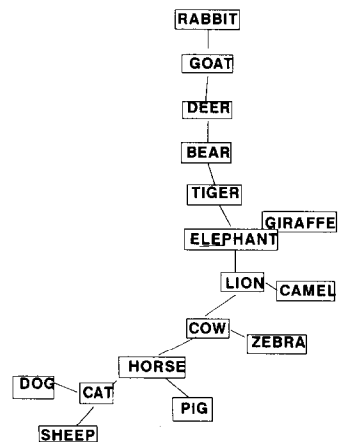 RABBIT
GOAT
DEER
BEAR
TIGER
GIRAFFE
ELEPHANT
LION
CAMEL
COW
ZEBRA
HORSE
DOG
CAT
PIG
SHEEP